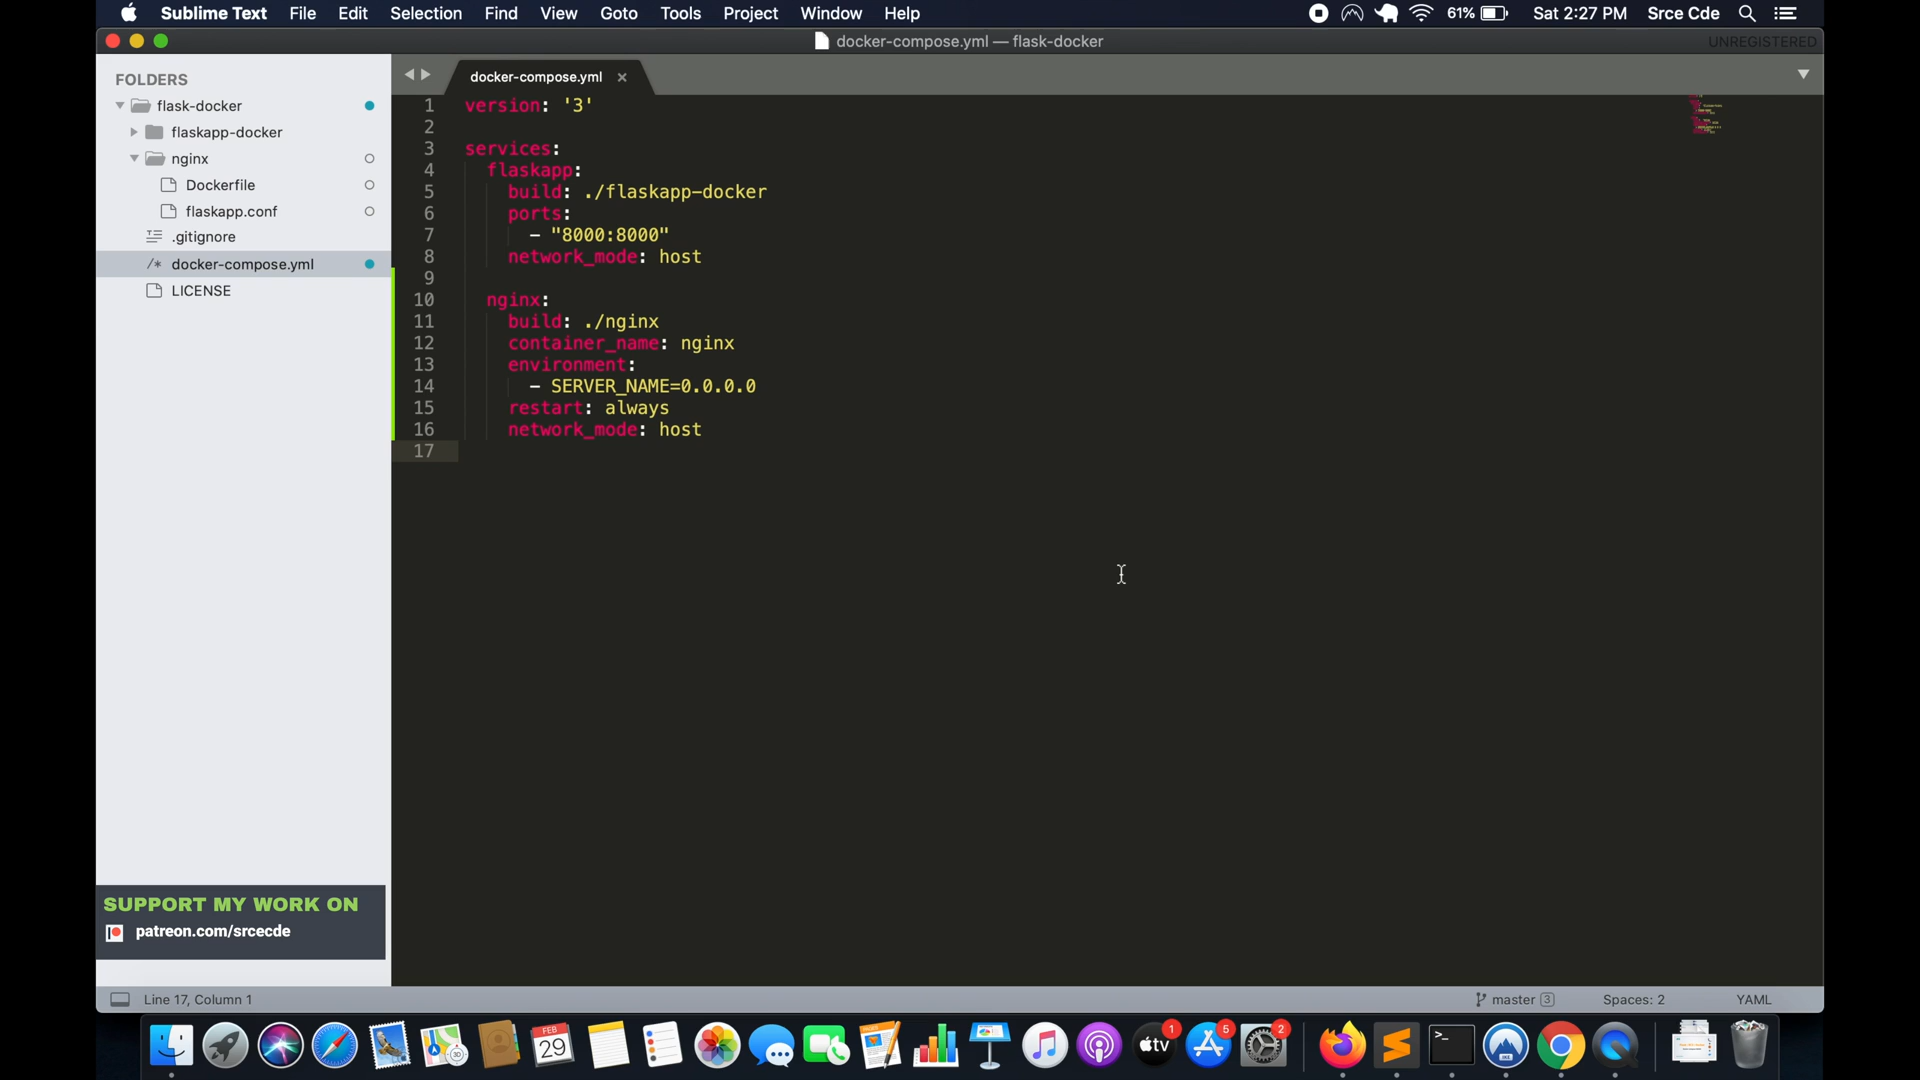 Sublime Text File Edit Selection Find View Goto Tools Project Window Help 61% Sat 2:27 PM Srce Cde
docker-compose.yml — flask-docker UNREGISTERED
FOLDERS
flask-docker
flaskapp-docker
nginx
Dockerfile
flaskapp.conf
.gitignore
/* docker-compose.yml
LICENSE
docker-compose.yml ×
1 version: '3'
2
3 services:
4 flaskapp:
5 build: ./flaskapp-docker
6 ports:
7 - "8000:8000"
8 network_mode: host
9
10 nginx:
11 build: ./nginx
12 container_name: nginx
13 environment:
14 - SERVER_NAME=0.0.0.0
15 restart: always
16 network_mode: host
17
SUPPORT MY WORK ON
patreon.com/srcecde
Line 17, Column 1 master 3 Spaces: 2 YAML
FEB
29
tv
1
5
2
>_